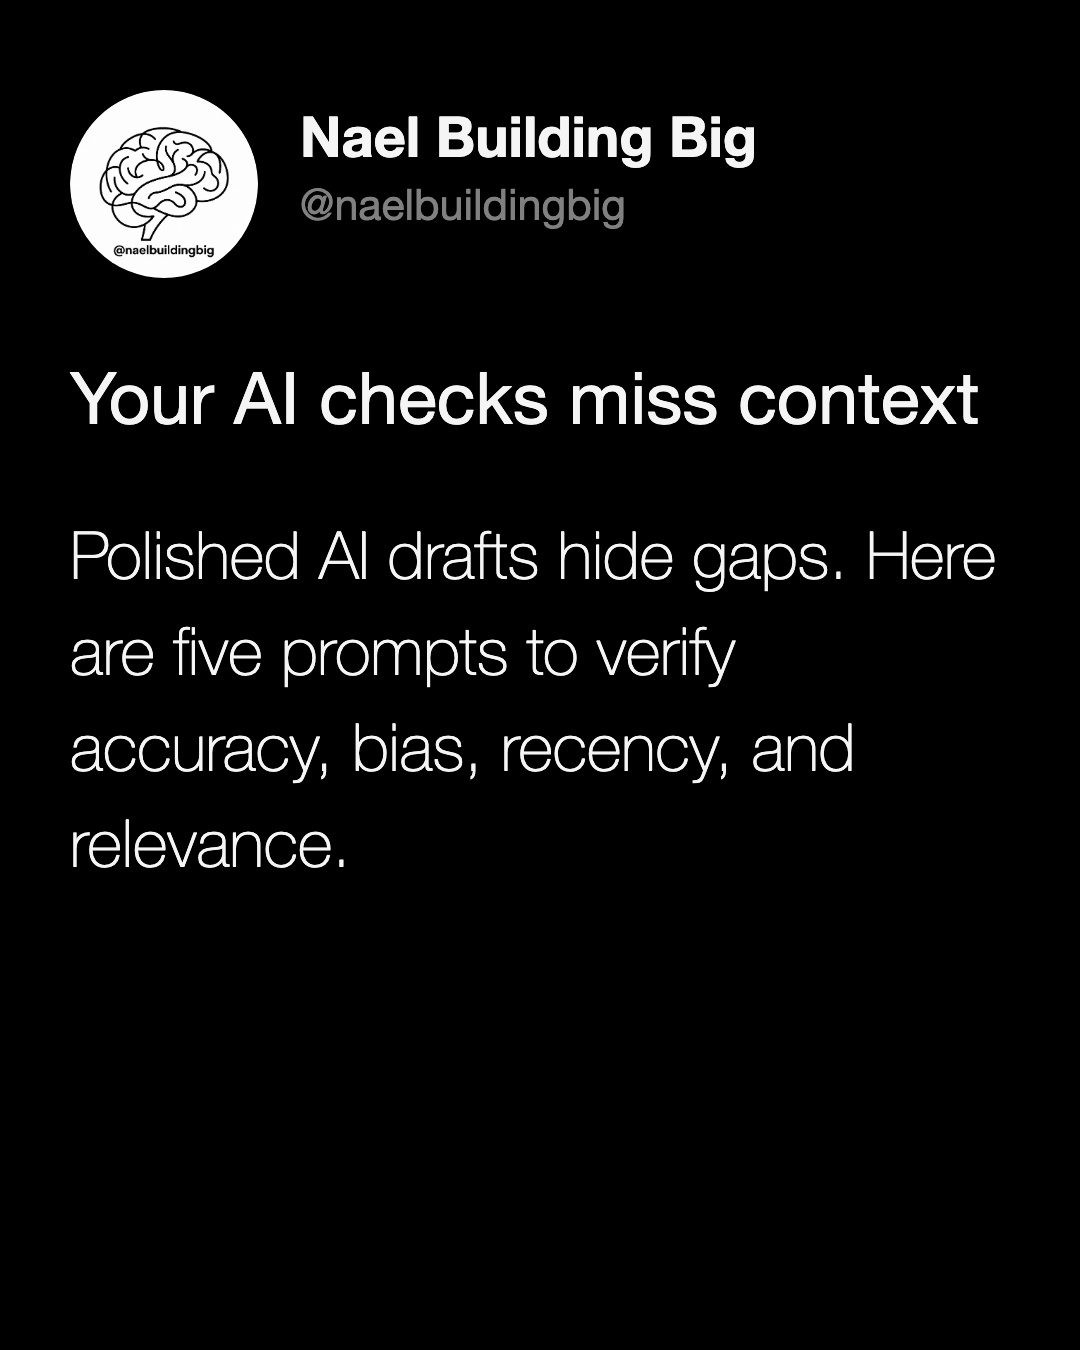 Nael Building Big
@naelbuildingbig
@naelbuildingbig
Your AI checks miss context
Polished AI drafts hide gaps. Here
are five prompts to verify
accuracy, bias, recency, and
relevance.